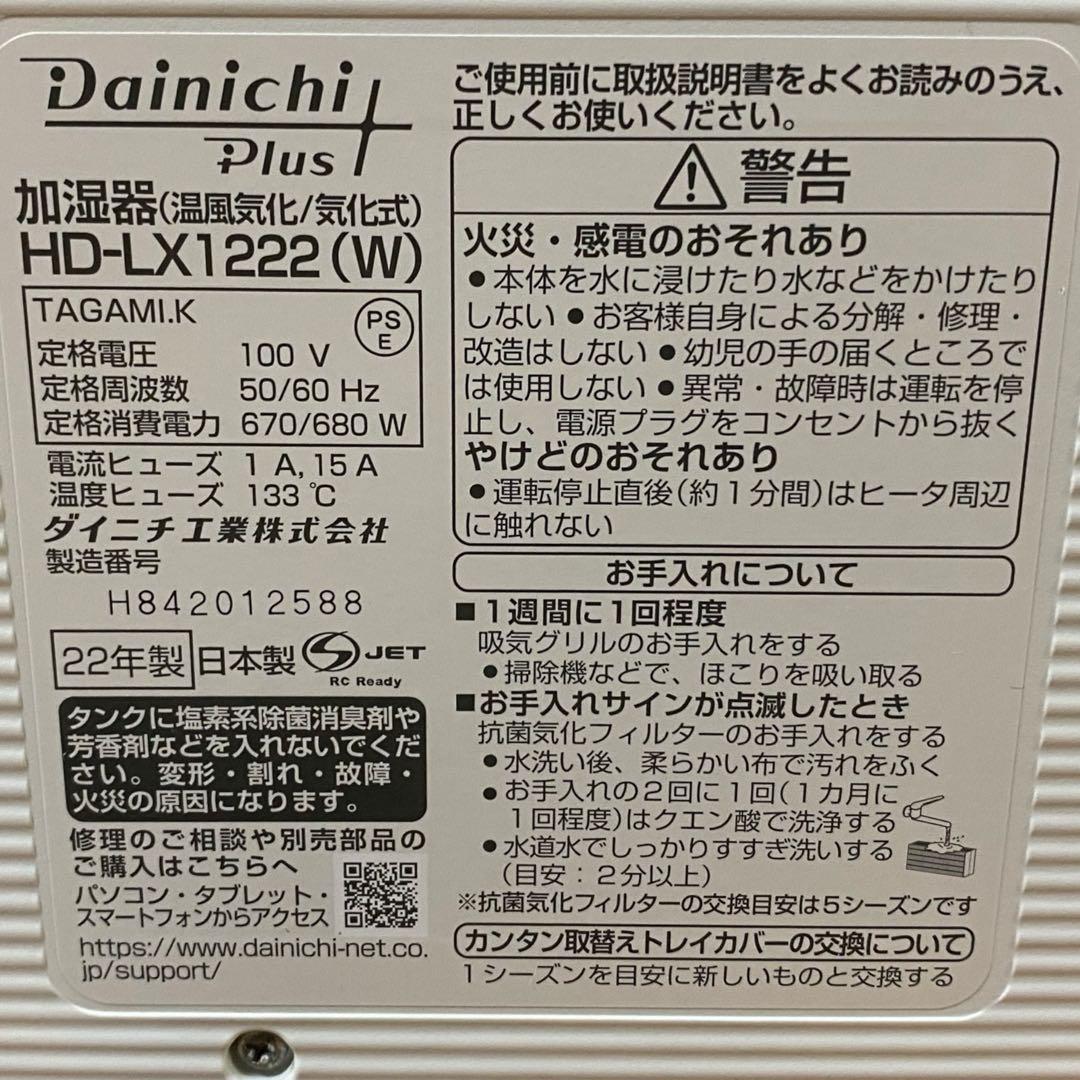 Dainichi
Plus
加湿器(温風気化/気化式)
HD-LX1222(W)
TAGAMI.K
PS
E
定格電圧 100 V
定格周波数 50/60 Hz
定格消費電力 670/680 W
電流ヒューズ 1 A, 15 A
温度ヒューズ 133 ℃
ダイニチ工業株式会社
製造番号
H842012588
22年製 日本製 S JET
RC Ready
タンクに塩素系除菌消臭剤や
芳香剤などを入れないでくだ
さい。変形・割れ・故障・
火災の原因になります。
修理のご相談や別売部品の
ご購入はこちらへ
パソコン・タブレット・
スマートフォンからアクセス
https://www.dainichi-net.co.
jp/support/
ご使用前に取扱説明書をよくお読みのうえ、
正しくお使いください。
警告
火災・感電のおそれあり
●本体を水に浸けたり水などをかけたり
しない ●お客様自身による分解・修理・
改造はしない ●幼児の手の届くところで
は使用しない ●異常・故障時は運転を停
止し、電源プラグをコンセントから抜く
やけどのおそれあり
●運転停止直後(約1分間)はヒータ周辺
に触れない
お手入れについて
■1週間に1回程度
吸気グリルのお手入れをする
●掃除機などで、ほこりを吸い取る
■お手入れサインが点滅したとき
抗菌気化フィルターのお手入れをする
●水洗い後、柔らかい布で汚れをふく
●お手入れの2回に1回(1カ月に
1回程度)はクエン酸で洗浄する
●水道水でしっかりすすぎ洗いする
(目安：2分以上)
※抗菌気化フィルターの交換目安は5シーズンです
カンタン取替えトレイカバーの交換について
1シーズンを目安に新しいものと交換する